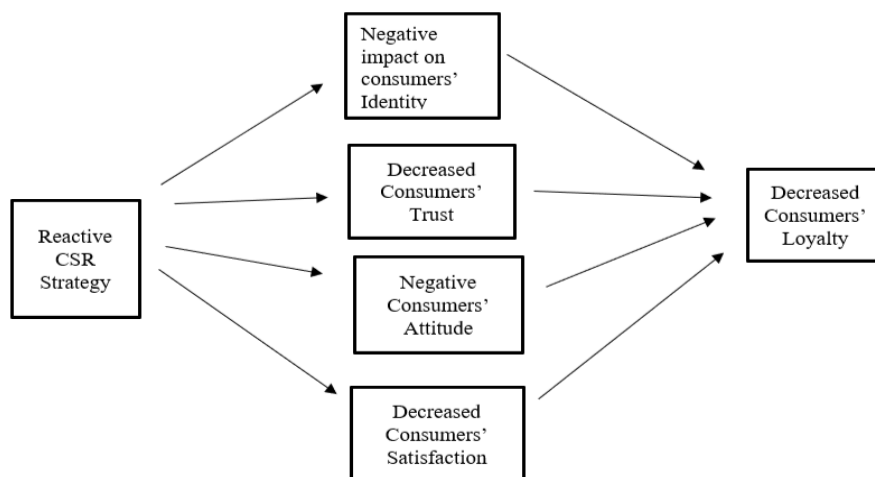 Negative
impact on
consumers'
Identity
Decreased
Consumers'
Trust
Reactive
CSR
Strategy
Negative
Consumers'
Attitude
Decreased
Consumers'
Satisfaction
Decreased
Consumers'
Loyalty